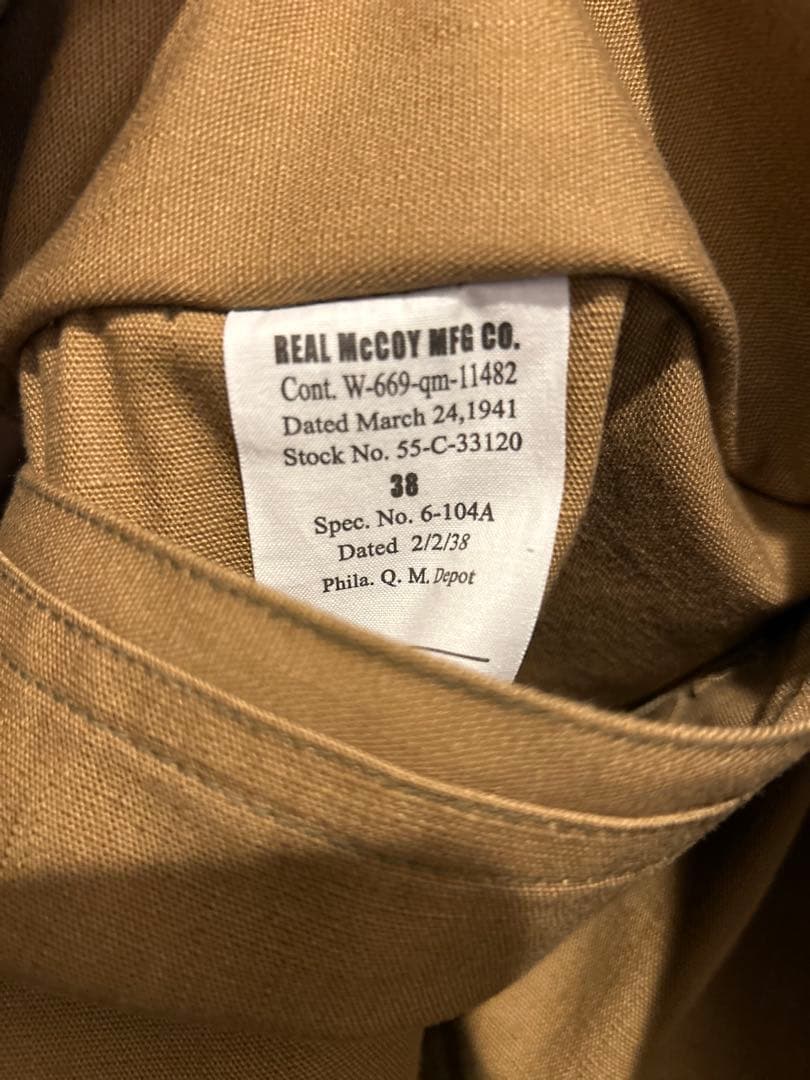 REAL McCOY MFG CO.
Cont. W-669-qm-11482
Dated March 24,1941
Stock No. 55-C-33120
38
Spec. No. 6-104A
Dated 2/2/38
Phila. Q. M. Depot